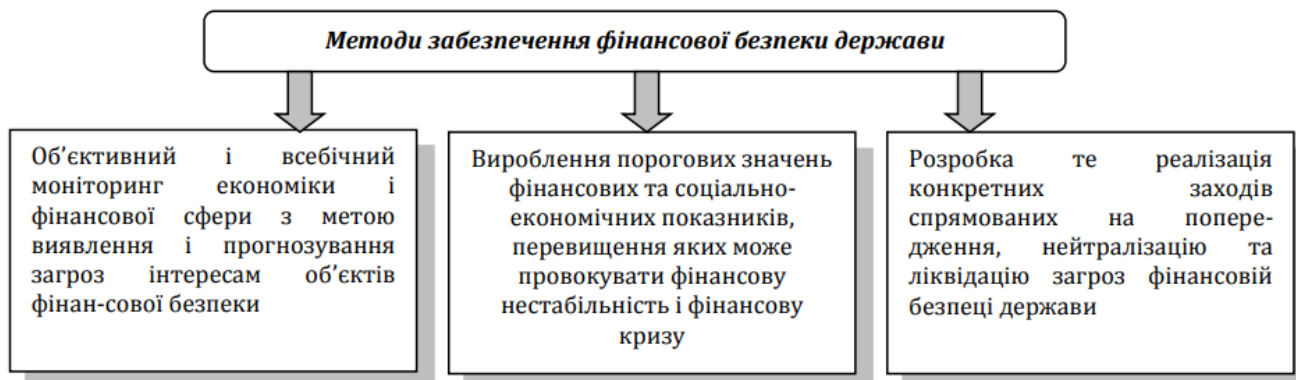 Методи забезпечення фінансової безпеки держави
Об’єктивний і всебічний
моніторинг економіки і
фінансової сфери з метою
виявлення і прогнозування
загроз інтересам об’єктів
фінан-сової безпеки
Вироблення порогових значень
фінансових та соціально-
економічних показників,
перевищення яких може
провокувати фінансову
нестабільність і фінансову
кризу
Розробка те реалізація
конкретних заходів
спрямованих на попере-
дження, нейтралізацію та
ліквідацію загроз фінансовій
безпеці держави